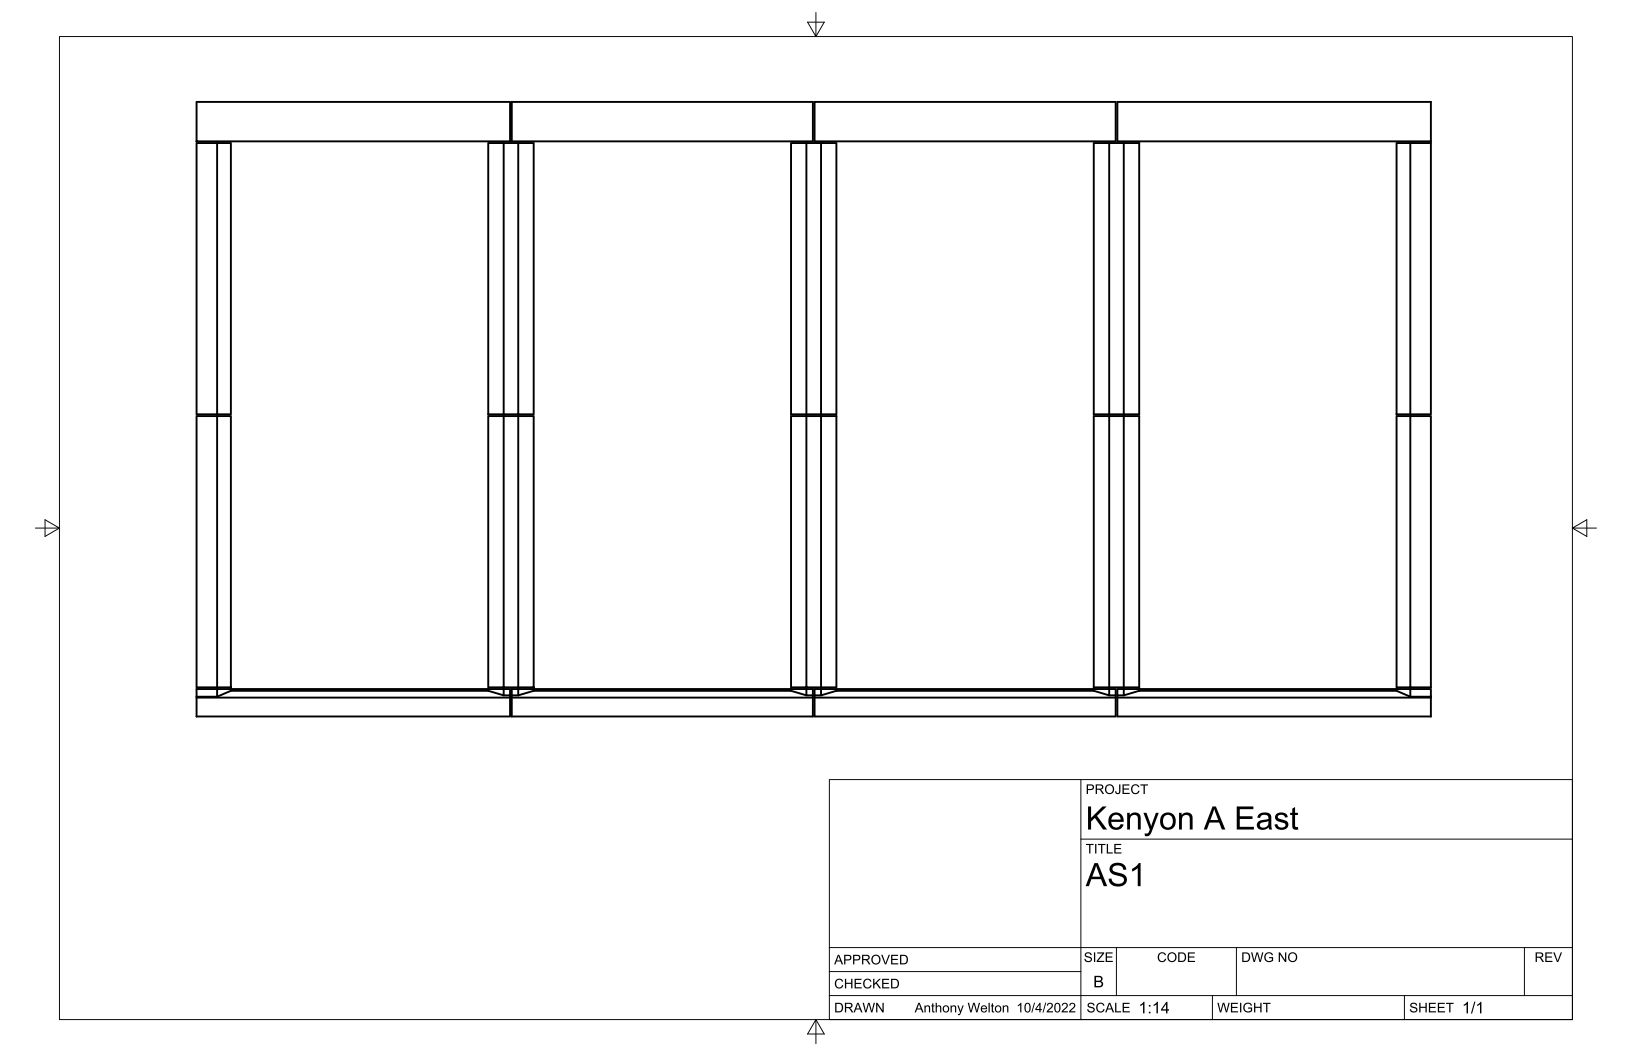 PROJECT
Kenyon A East
TITLE
AS1
APPROVED
CHECKED
DRAWN Anthony Welton 10/4/2022
SIZE
B
CODE
DWG NO
REV
SCALE 1:14
WEIGHT
SHEET 1/1